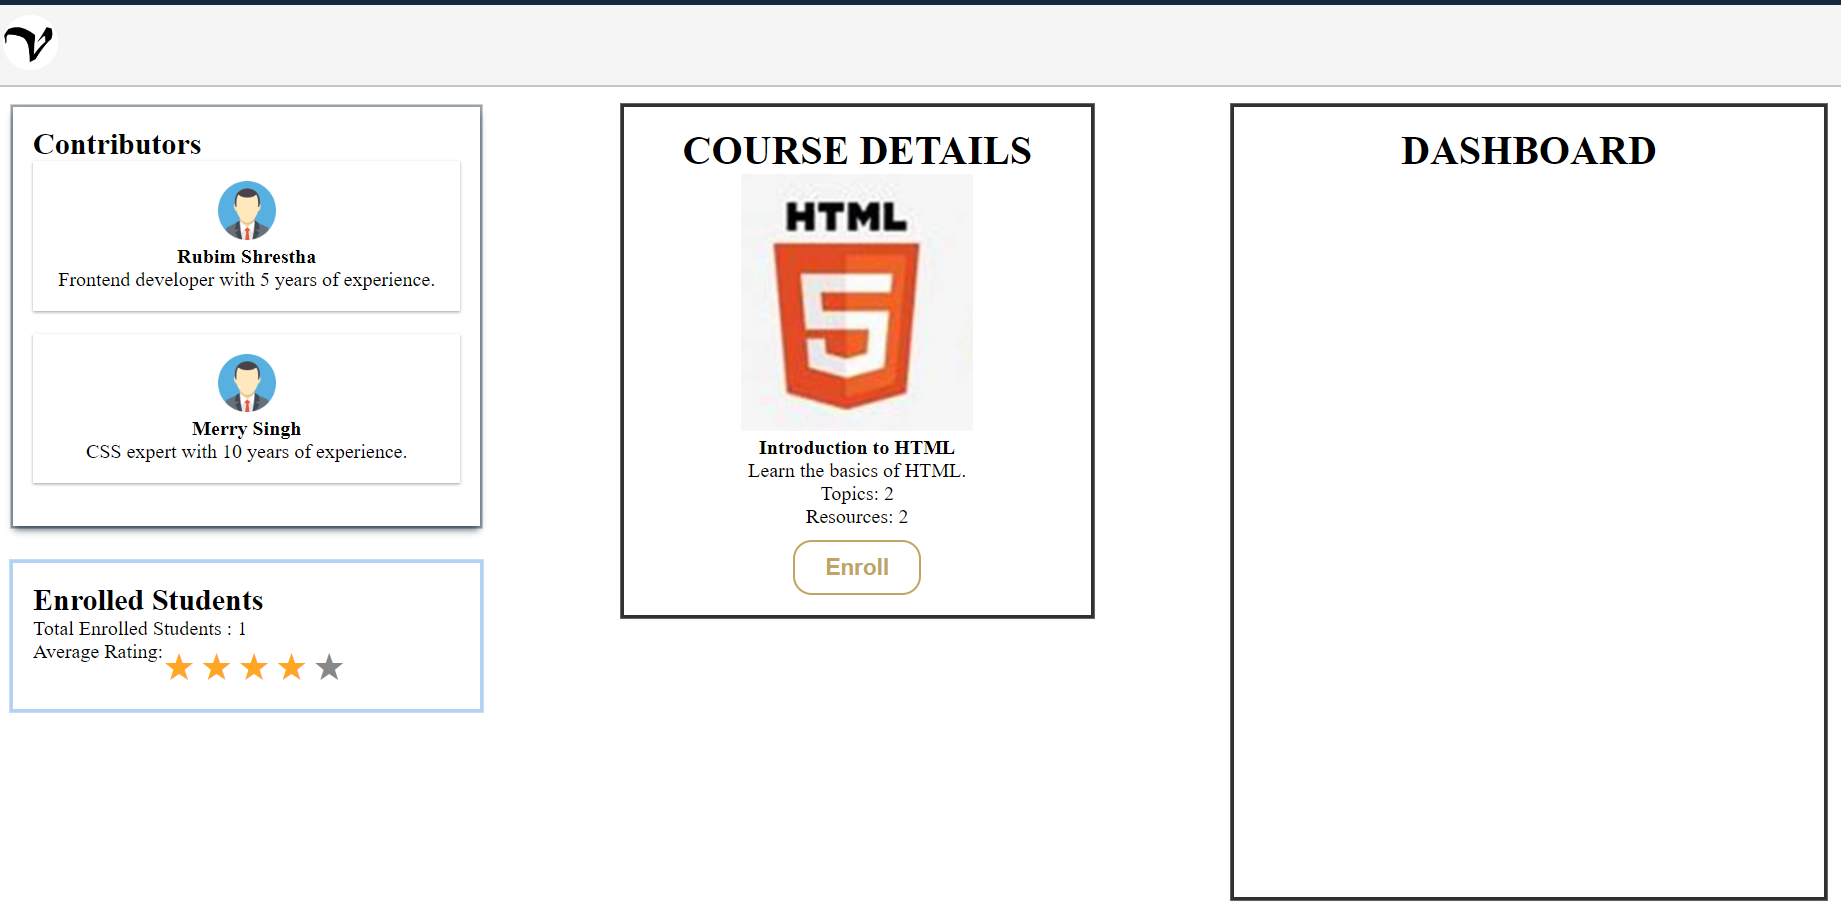 Contributors
Rubim Shrestha
Frontend developer with 5 years of experience.
Merry Singh
CSS expert with 10 years of experience.
Enrolled Students
Total Enrolled Students : 1
Average Rating:
COURSE DETAILS
HTML
5
Introduction to HTML
Learn the basics of HTML.
Topics: 2
Resources: 2
Enroll
DASHBOARD